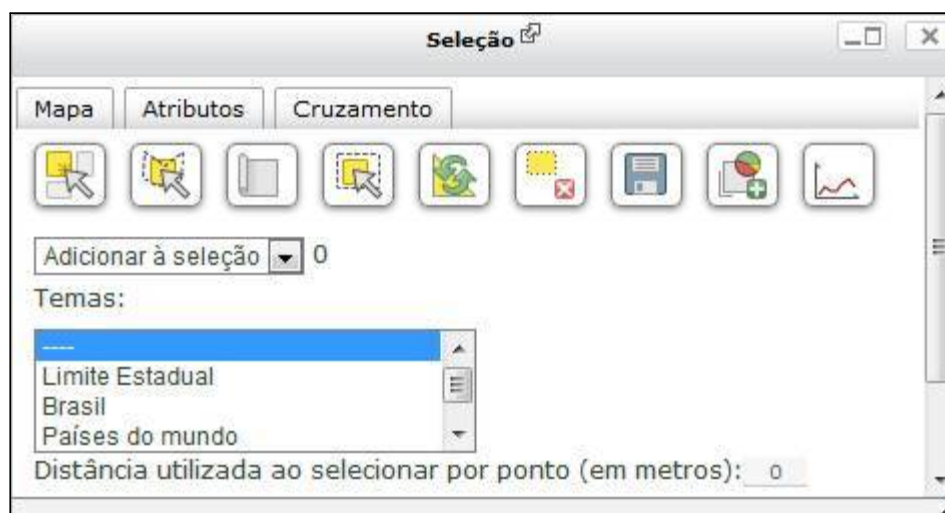 Seleção
Mapa Atributos Cruzamento
Adicionar à seleção 0
Temas:
----
Limite Estadual
Brasil
Países do mundo
Distância utilizada ao selecionar por ponto (em metros): 0